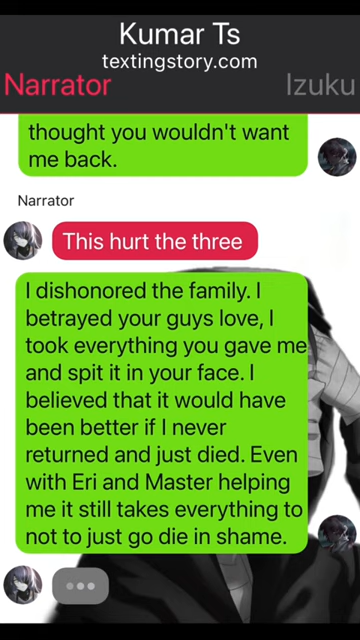 Kumar Ts
textingstory.com
Narrator
Izuku
thought you wouldn't want
me back.
Narrator
This hurt the three
I dishonored the family. I
betrayed your guys love, I
took everything you gave me
and spit it in your face. I
believed that it would have
been better if I never
returned and just died. Even
with Eri and Master helping
me it still takes everything to
not to just go die in shame.